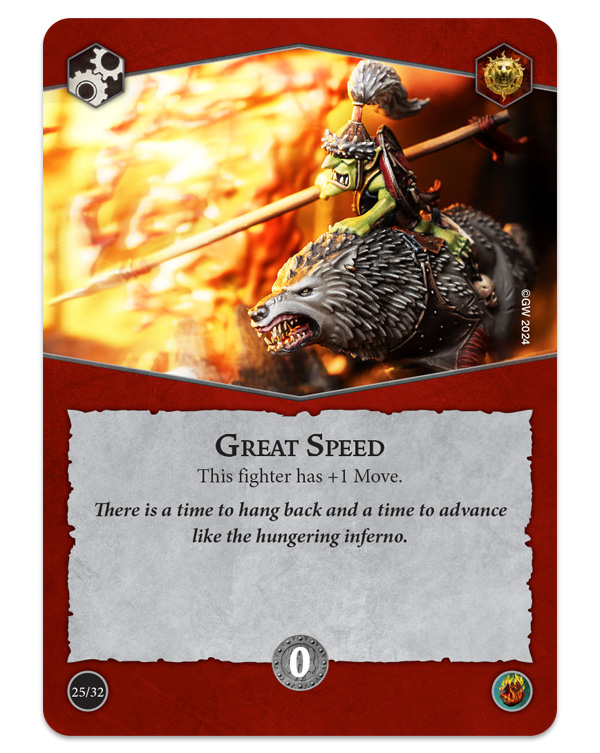 ©GW 2024
GREAT SPEED
This fighter has +1 Move.
There is a time to hang back and a time to advance
like the hungering inferno.
0
25/32